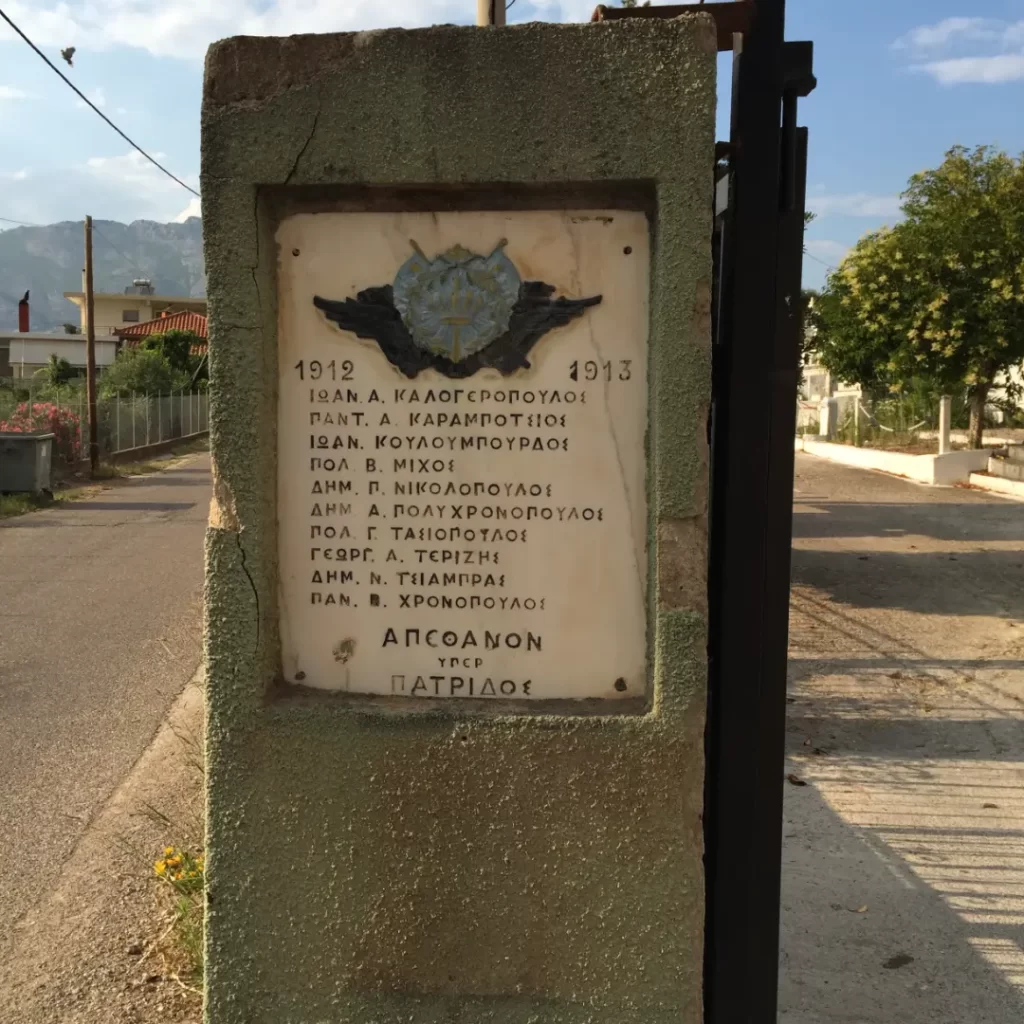 1912 1913
ΙΩΑΝ. Α. ΚΑΛΟΓΕΡΟΠΟΥΛΟΣ
ΠΑΝΤ. Α. ΚΑΡΑΜΠΟΤΣΙΟΣ
ΙΩΑΝ. ΚΟΥΛΟΥΜΠΟΥΡΔΟΣ
ΠΟΛ. Β. ΜΙΧΟΣ
ΔΗΜ. Π. ΝΙΚΟΛΟΠΟΥΛΟΣ
ΔΗΜ. Α. ΠΟΛΥΧΡΟΝΟΠΟΥΛΟΣ
ΠΟΛ. Γ. ΤΑΣΙΟΠΟΥΛΟΣ
ΓΕΩΡΓ. Α. ΤΕΡΙΖΗΣ
ΔΗΜ. Ν. ΤΣΙΑΜΠΡΑΣ
ΠΑΝ. Β. ΧΡΟΝΟΠΟΥΛΟΣ
ΑΠΕΘΑΝΟΝ
ΥΠΕΡ
ΠΑΤΡΙΔΟΣ